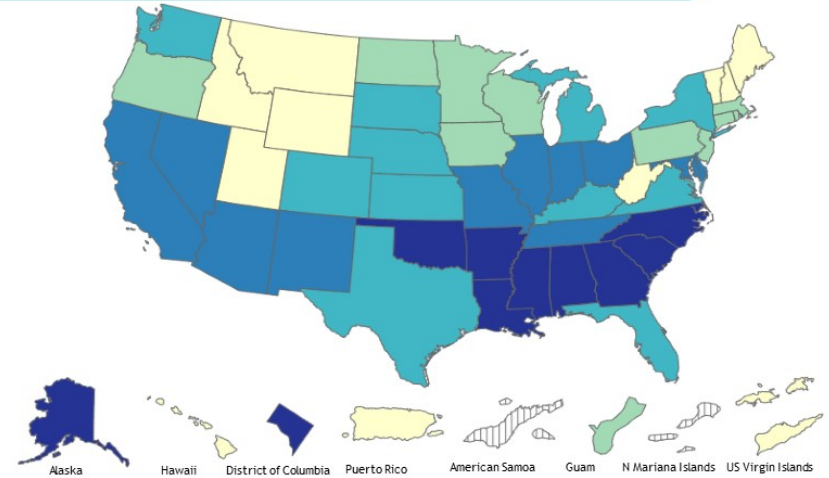 Alaska
Hawaii
District of Columbia
Puerto Rico
American Samoa
Guam
N Mariana Islands
US Virgin Islands